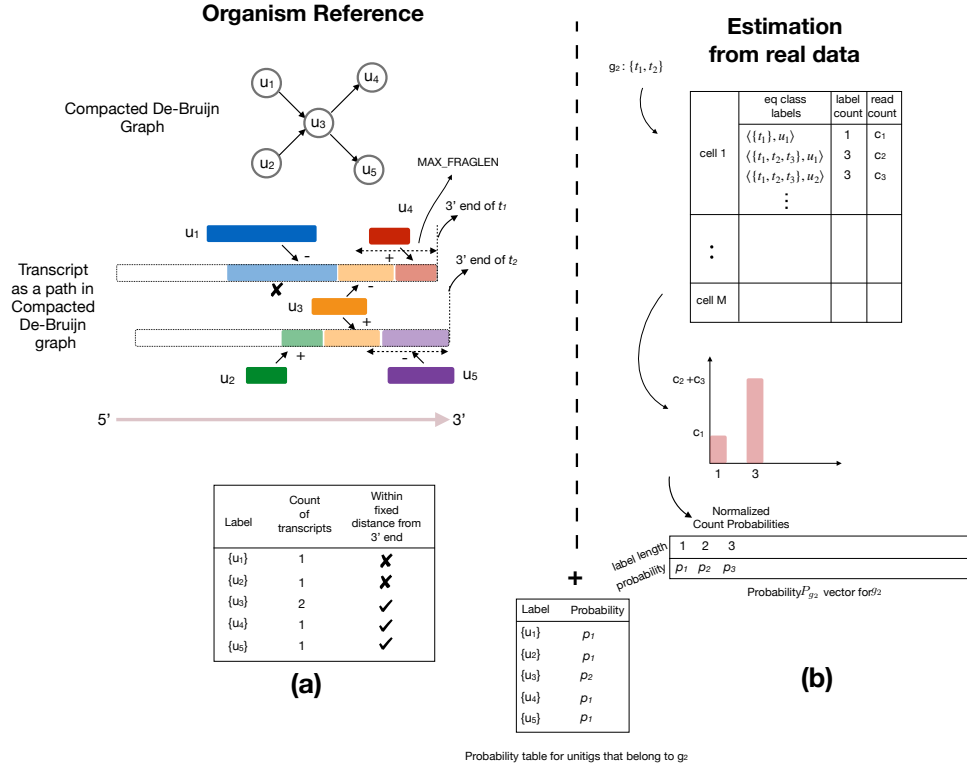 Organism Reference
Compacted De-Bruijn
Graph
u1
u4
u3
u2
u5
MAX_FRAGLEN
u4
3' end of t1
u1
-
+
3' end of t2
Transcript
as a path in
Compacted
De-Bruijn
graph
✘
u3
-
+
+
-
u2
u5
5'
3'
Label
Count
of
transcripts
Within
fixed
distance from
3' end
{u1} 1 ✘
{u2} 1 ✘
{u3} 2 ✓
{u4} 1 ✓
{u5} 1 ✓
(a)
+
Estimation
from real data
g2: {t1, t2}
eq class
labels
label
count
read
count
cell 1
⟨{t1}, u1⟩ 1 c1
⟨{t1, t2, t3}, u1⟩ 3 c2
⟨{t1, t2, t3}, u2⟩ 3 c3
⋮
⋮
cell M
c2 +c3
c1
1 3
Normalized
Count Probabilities
label length 1 2 3
probability p1 p2 p3
Probability Pg2 vector for g2
Label Probability
{u1} p1
{u2} p1
{u3} p2
{u4} p1
{u5} p1
(b)
Probability table for unitigs that belong to g2